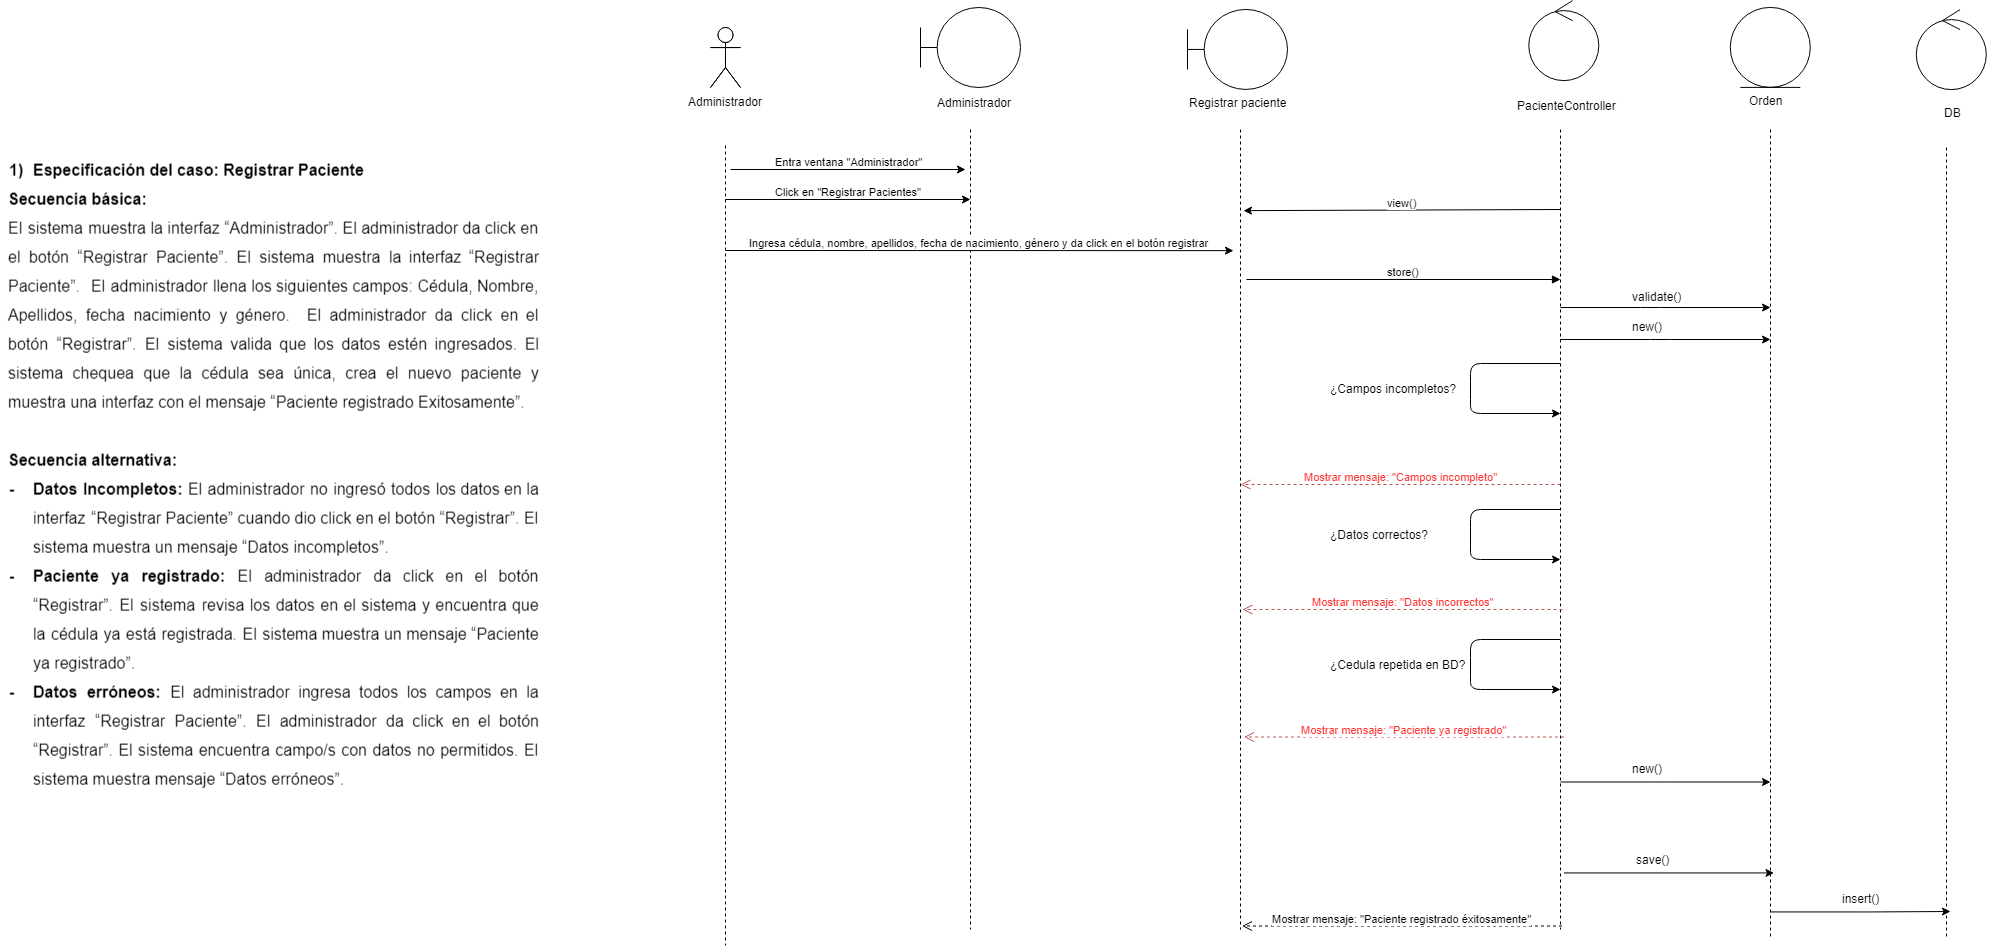 1) Especificación del caso: Registrar Paciente
Secuencia básica:
El sistema muestra la interfaz “Administrador”. El administrador da click en
el botón “Registrar Paciente”. El sistema muestra la interfaz “Registrar
Paciente”. El administrador llena los siguientes campos: Cédula, Nombre,
Apellidos, fecha nacimiento y género. El administrador da click en el
botón “Registrar”. El sistema valida que los datos estén ingresados. El
sistema chequea que la cédula sea única, crea el nuevo paciente y
muestra una interfaz con el mensaje “Paciente registrado Exitosamente”.
Secuencia alternativa:
- Datos Incompletos: El administrador no ingresó todos los datos en la
interfaz “Registrar Paciente” cuando dio click en el botón “Registrar”. El
sistema muestra un mensaje “Datos incompletos”.
- Paciente ya registrado: El administrador da click en el botón
“Registrar”. El sistema revisa los datos en el sistema y encuentra que
la cédula ya está registrada. El sistema muestra un mensaje “Paciente
ya registrado”.
- Datos erróneos: El administrador ingresa todos los campos en la
interfaz “Registrar Paciente”. El administrador da click en el botón
“Registrar”. El sistema encuentra campo/s con datos no permitidos. El
sistema muestra mensaje “Datos erróneos”.
Administrador
Administrador
Registrar paciente
PacienteController
Orden
DB
Entra ventana "Administrador"
Click en "Registrar Pacientes"
view()
Ingresa cédula, nombre, apellidos, fecha de nacimiento, género y da click en el botón registrar
store()
validate()
new()
¿Campos incompletos?
Mostrar mensaje: "Campos incompleto"
¿Datos correctos?
Mostrar mensaje: "Datos incorrectos"
¿Cedula repetida en BD?
Mostrar mensaje: "Paciente ya registrado"
new()
save()
insert()
Mostrar mensaje: "Paciente registrado éxitosamente"